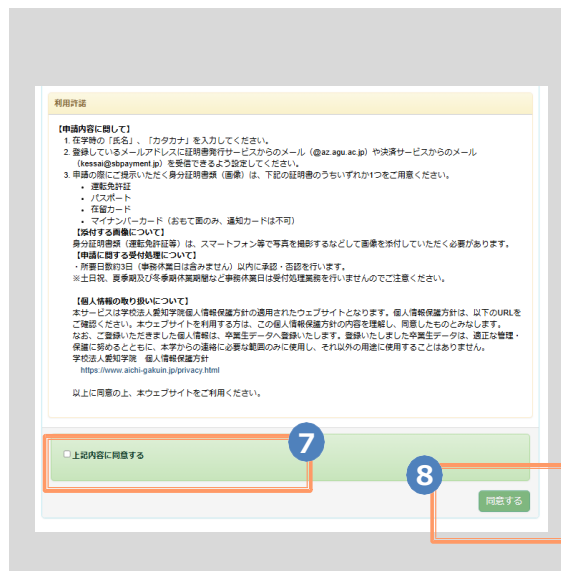 利用許諾
【申請内容に関して】
1. 在学時の「氏名」、「カタカナ」を入力してください。
2. 登録しているメールアドレスに証明書発行サービスからのメール（@az.agu.ac.jp）や決済サービスからのメール
（kessai@sbpayment.jp）を受信できるよう設定してください。
3. 申請の際にご提示いただく身分証明書類（画像）は、下記の証明書のうちいずれか1つをご用意ください。
・ 運転免許証
・ パスポート
・ 在留カード
・ マイナンバーカード（おもて面のみ、通知カードは不可）
【添付する画像について】
身分証明書類（運転免許証等）は、スマートフォン等で写真を撮影するなどして画像を添付していただく必要があります。
【申請に関する受付処理について】
・所要日数約3日（事務休業日は含みません）以内に承認・否認を行います。
※土日祝、夏季期及び冬季期休業期間など事務休業日は受付処理業務を行いませんのでご注意ください。
【個人情報の取り扱いについて】
本サービスは学校法人愛知学院個人情報保護方針の適用されたウェブサイトとなります。個人情報保護方針は、以下のURLを
ご確認ください。本ウェブサイトを利用する方は、この個人情報保護方針の内容を理解し、同意したものとみなします。
なお、ご登録いただきました個人情報は、卒業生データへ登録いたします。登録いたしました卒業生データは、適正な管理・
保護に努めるとともに、本学からの連絡に必要な範囲のみに使用し、それ以外の用途に使用することはありません。
学校法人愛知学院 個人情報保護方針
https://www.aichi-gakuin.jp/privacy.html
以上に同意の上、本ウェブサイトをご利用ください。
7
上記内容に同意する
8
同意する